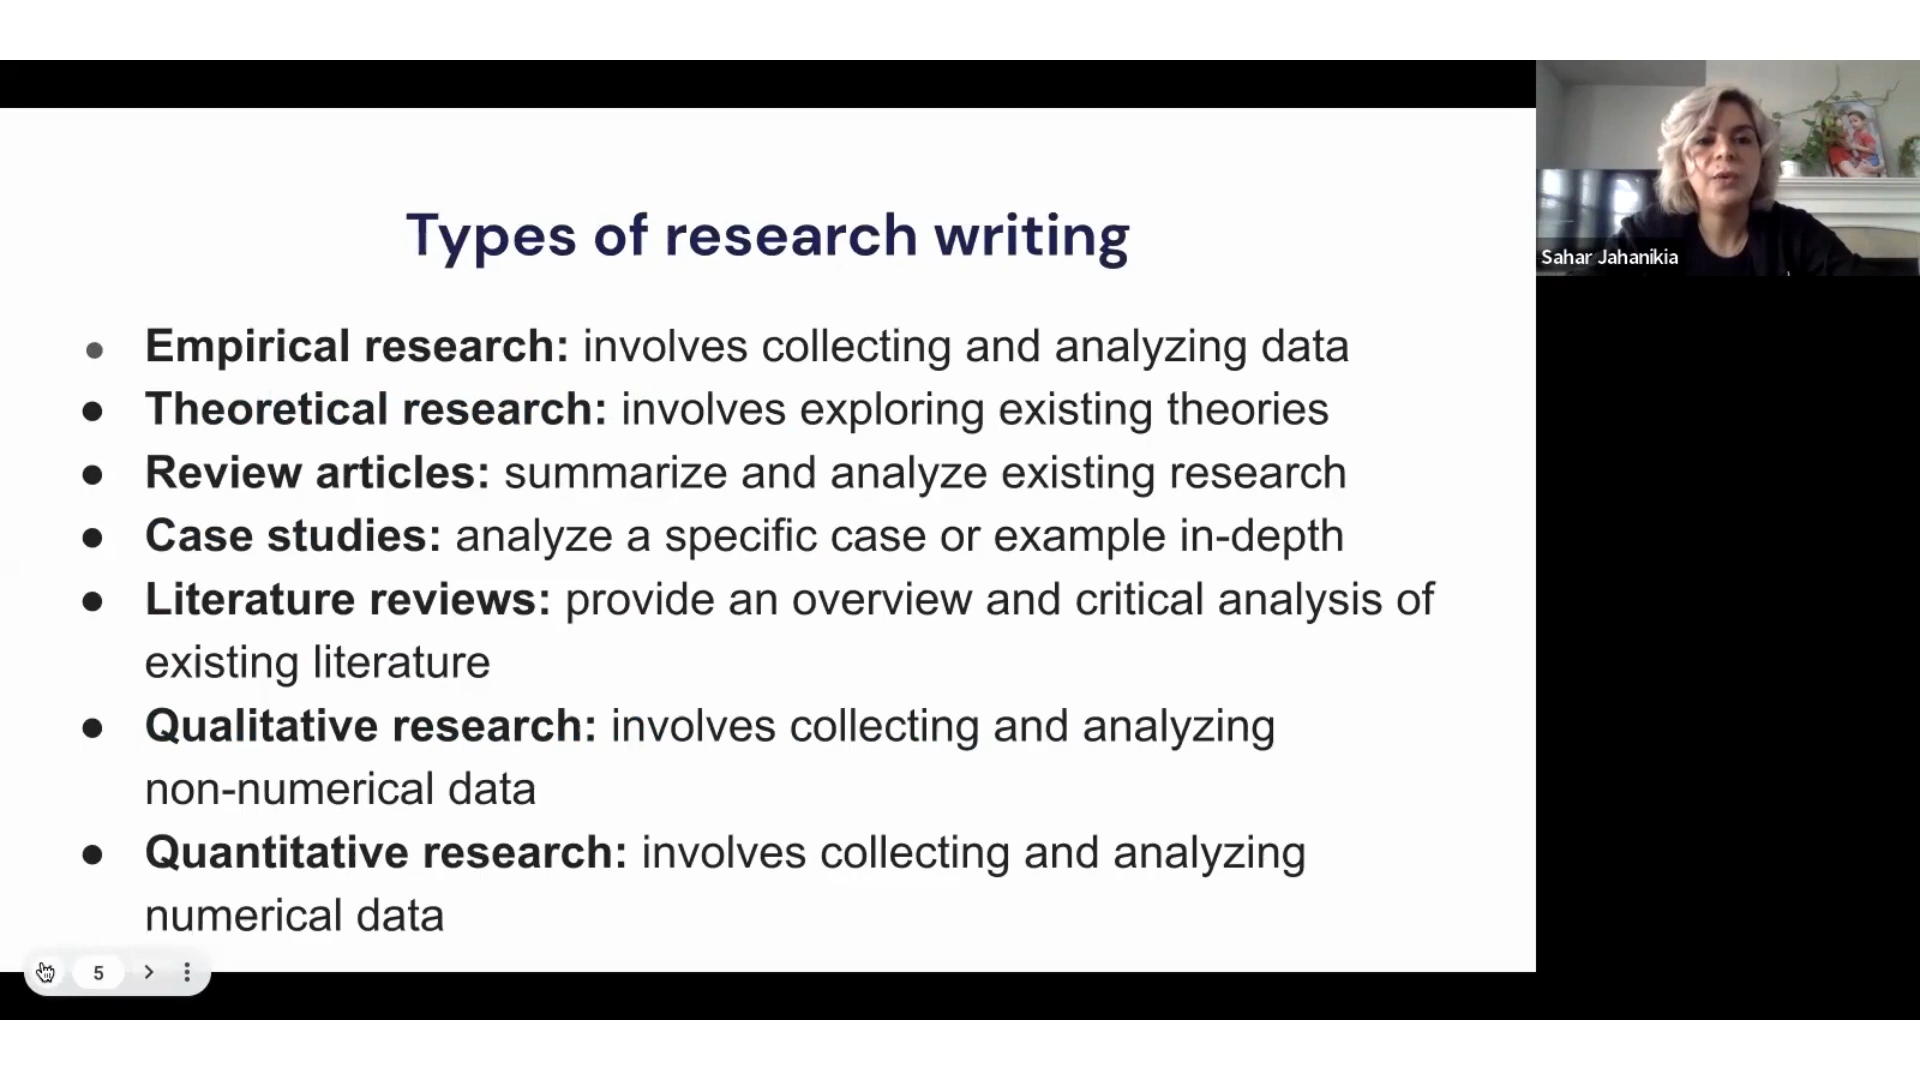 Types of research writing
● Empirical research: involves collecting and analyzing data
● Theoretical research: involves exploring existing theories
● Review articles: summarize and analyze existing research
● Case studies: analyze a specific case or example in-depth
● Literature reviews: provide an overview and critical analysis of
existing literature
● Qualitative research: involves collecting and analyzing
non-numerical data
● Quantitative research: involves collecting and analyzing
numerical data
Sahar Jahanikia
5